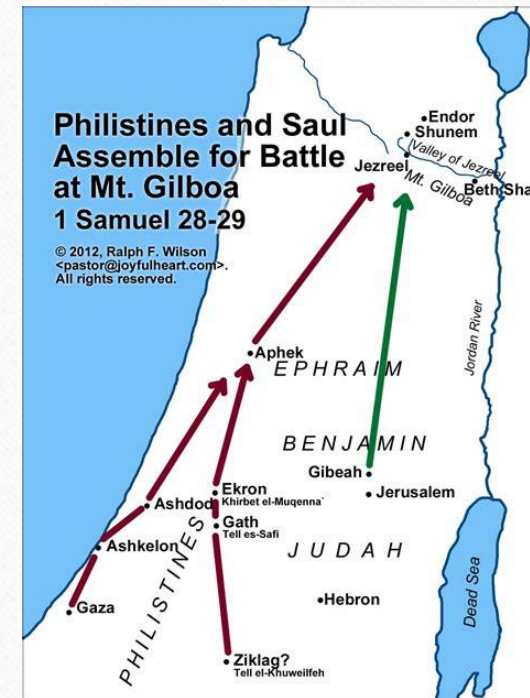 Philistines and Saul
Assemble for Battle
at Mt. Gilboa
1 Samuel 28-29
© 2012, Ralph F. Wilson
<pastor@joyfulheart.com>.
All rights reserved.
Endor
Shunem
Valley of Jezreel
Jezreel
Mt. Gilboa
Beth Sha
Jordan River
Aphek
EPHRAIM
BENJAMIN
Gibeah
Jerusalem
Ekron
Khirbet el-Muqenna`
Ashdod
Gath
Tell es-Safi
Ashkelon
JUDAH
PHILISTINES
Gaza
Hebron
Dead Sea
Ziklag?
Tell el-Khuweilfeh